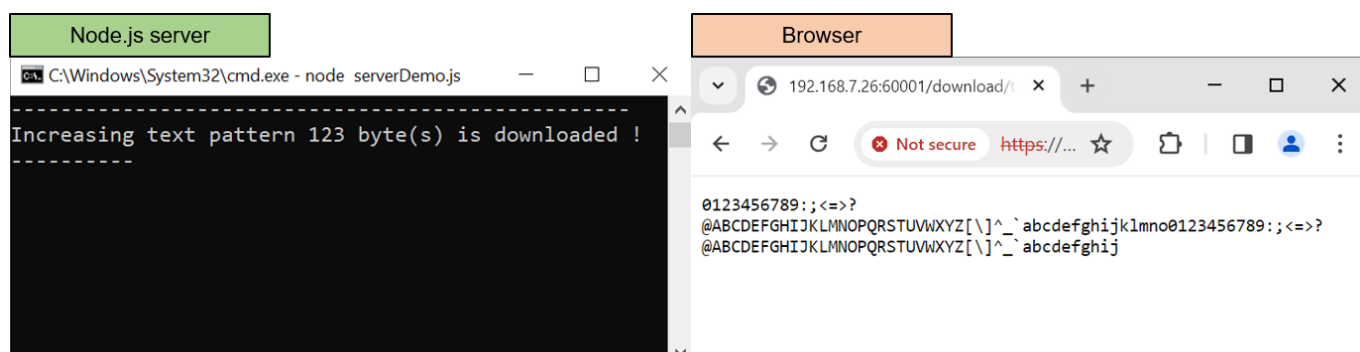 Node.js server
C:\Windows\System32\cmd.exe - node serverDemo.js
--------------------------------------------------
Increasing text pattern 123 byte(s) is downloaded !
----------
Browser
192.168.7.26:60001/download/t
Not secure https://...
0123456789:;<=>?
@ABCDEFGHIJKLMNOPQRSTUVWXYZ[\]^_`abcdefghijklmno0123456789:;<=>?
@ABCDEFGHIJKLMNOPQRSTUVWXYZ[\]^_`abcdefghij